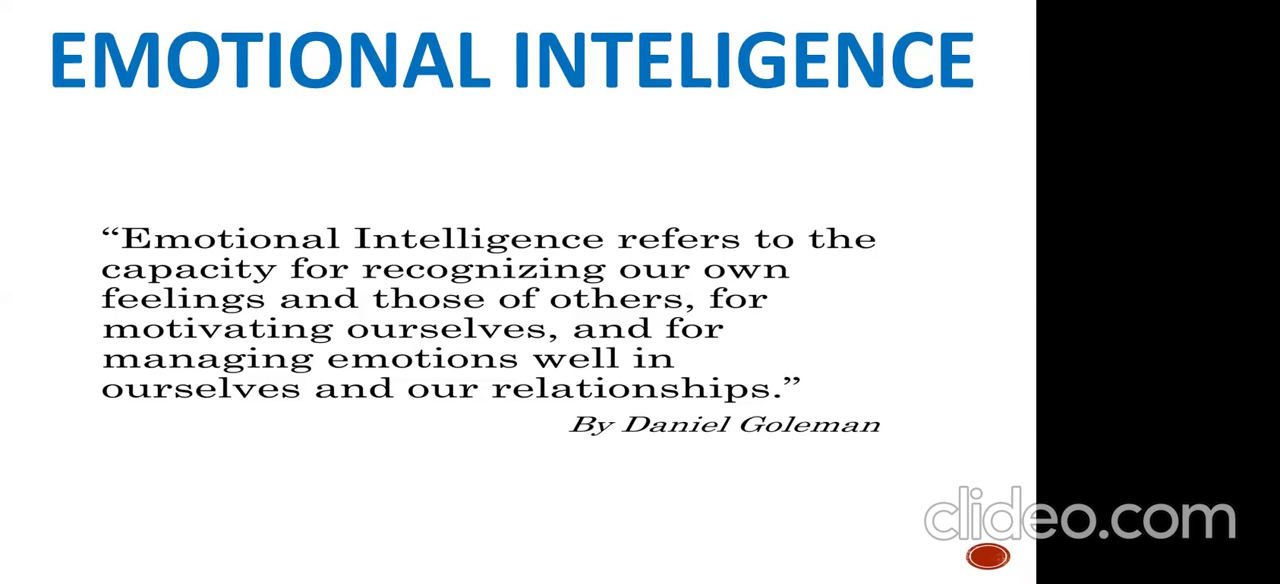 EMOTIONAL INTELIGENCE
“Emotional Intelligence refers to the
capacity for recognizing our own
feelings and those of others, for
motivating ourselves, and for
managing emotions well in
ourselves and our relationships.”
By Daniel Goleman
clideo.com